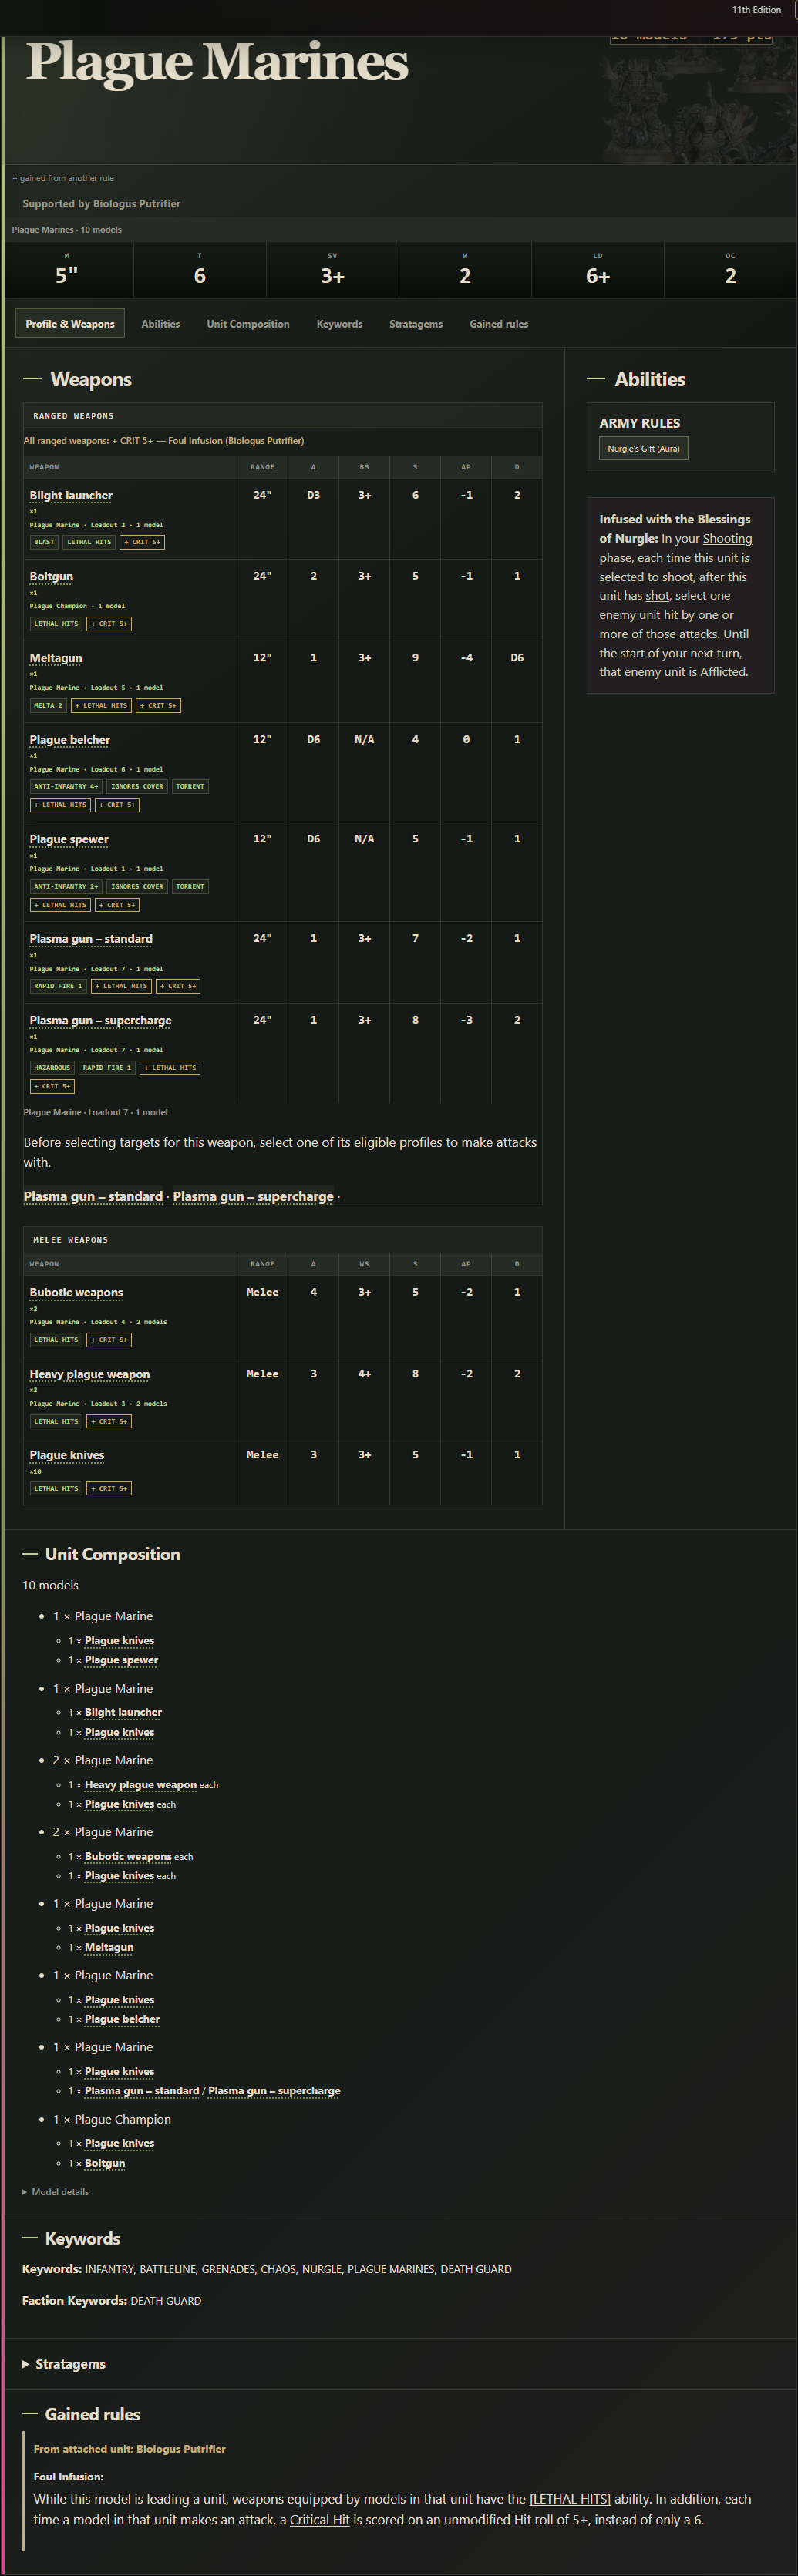 11th Edition
Plague Marines
+ gained from another rule
Supported by Biologus Putrifier
Plague Marines · 10 models
M T SV W LD OC
5" 6 3+ 2 6+ 2
Profile & Weapons Abilities Unit Composition Keywords Stratagems Gained rules
Weapons
RANGED WEAPONS
All ranged weapons: + CRIT 5+ — Foul Infusion (Biologus Putrifier)
WEAPON RANGE A BS S AP D
Blight launcher 24" D3 3+ 6 -1 2
×1
Plague Marine · Loadout 2 · 1 model
BLAST LETHAL HITS + CRIT 5+
Boltgun 24" 2 3+ 5 -1 1
×1
Plague Champion · 1 model
LETHAL HITS + CRIT 5+
Meltagun 12" 1 3+ 9 -4 D6
×1
Plague Marine · Loadout 5 · 1 model
MELTA 2 + LETHAL HITS + CRIT 5+
Plague belcher 12" D6 N/A 4 0 1
×1
Plague Marine · Loadout 6 · 1 model
ANTI-INFANTRY 4+ IGNORES COVER TORRENT
+ LETHAL HITS + CRIT 5+
Plague spewer 12" D6 N/A 5 -1 1
×1
Plague Marine · Loadout 1 · 1 model
ANTI-INFANTRY 2+ IGNORES COVER TORRENT
+ LETHAL HITS + CRIT 5+
Plasma gun – standard 24" 1 3+ 7 -2 1
×1
Plague Marine · Loadout 7 · 1 model
RAPID FIRE 1 + LETHAL HITS + CRIT 5+
Plasma gun – supercharge 24" 1 3+ 8 -3 2
×1
Plague Marine · Loadout 7 · 1 model
HAZARDOUS RAPID FIRE 1 + LETHAL HITS
+ CRIT 5+
Plague Marine · Loadout 7 · 1 model
Before selecting targets for this weapon, select one of its eligible profiles to make attacks
with.
Plasma gun – standard · Plasma gun – supercharge ·
MELEE WEAPONS
WEAPON RANGE A WS S AP D
Bubotic weapons Melee 4 3+ 5 -2 1
×2
Plague Marine · Loadout 4 · 2 models
LETHAL HITS + CRIT 5+
Heavy plague weapon Melee 3 4+ 8 -2 2
×2
Plague Marine · Loadout 3 · 2 models
LETHAL HITS + CRIT 5+
Plague knives Melee 3 3+ 5 -1 1
×10
LETHAL HITS + CRIT 5+
Abilities
ARMY RULES
Nurgle's Gift (Aura)
Infused with the Blessings
of Nurgle: In your Shooting
phase, each time this unit is
selected to shoot, after this
unit has shot, select one
enemy unit hit by one or
more of those attacks. Until
the start of your next turn,
that enemy unit is Afflicted.
Unit Composition
10 models
• 1 × Plague Marine
◦ 1 × Plague knives
◦ 1 × Plague spewer
• 1 × Plague Marine
◦ 1 × Blight launcher
◦ 1 × Plague knives
• 2 × Plague Marine
◦ 1 × Heavy plague weapon each
◦ 1 × Plague knives each
• 2 × Plague Marine
◦ 1 × Bubotic weapons each
◦ 1 × Plague knives each
• 1 × Plague Marine
◦ 1 × Plague knives
◦ 1 × Meltagun
• 1 × Plague Marine
◦ 1 × Plague knives
◦ 1 × Plague belcher
• 1 × Plague Marine
◦ 1 × Plague knives
◦ 1 × Plasma gun – standard / Plasma gun – supercharge
• 1 × Plague Champion
◦ 1 × Plague knives
◦ 1 × Boltgun
▶ Model details
Keywords
Keywords: INFANTRY, BATTLELINE, GRENADES, CHAOS, NURGLE, PLAGUE MARINES, DEATH GUARD
Faction Keywords: DEATH GUARD
▶ Stratagems
Gained rules
From attached unit: Biologus Putrifier
Foul Infusion:
While this model is leading a unit, weapons equipped by models in that unit have the [LETHAL HITS] ability. In addition, each
time a model in that unit makes an attack, a Critical Hit is scored on an unmodified Hit roll of 5+, instead of only a 6.